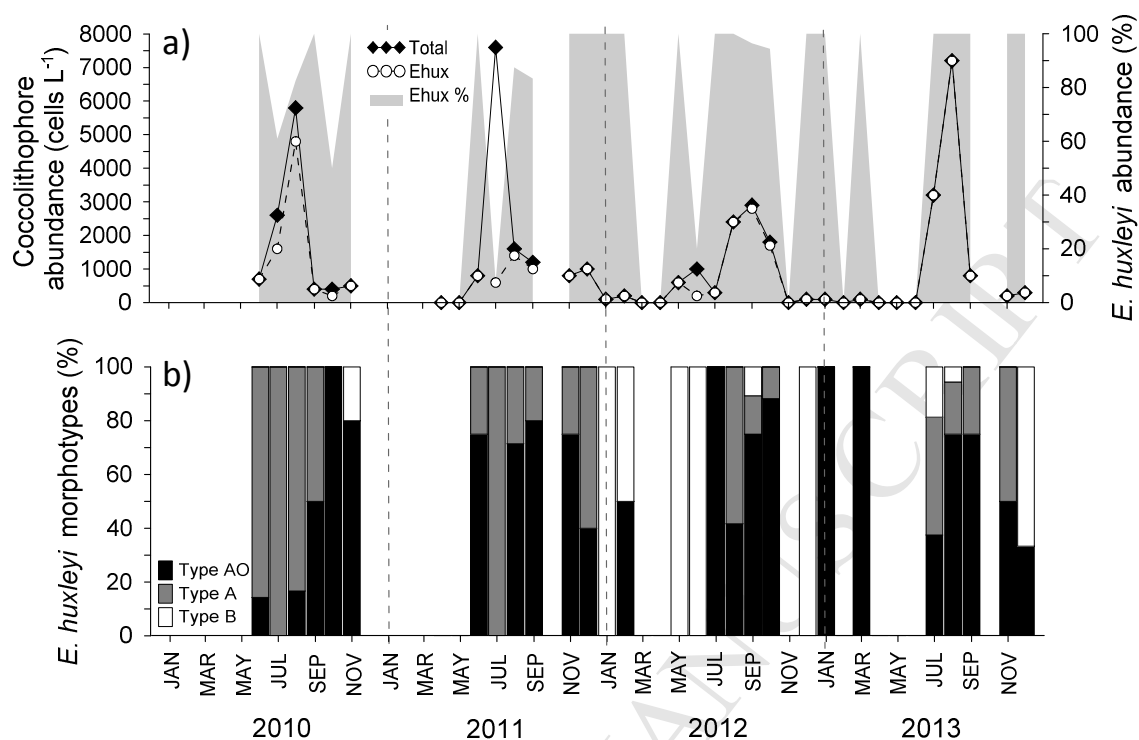 a)
8000
7000
6000
5000
4000
3000
2000
1000
0
Coccolithophore
abundance (cells L⁻¹)
Total
Ehux
Ehux %
100
80
60
40
20
0
E. huxleyi abundance (%)
b)
100
80
60
40
20
0
E. huxleyi morphotypes (%)
Type AO
Type A
Type B
JAN
MAR
MAY
JUL
SEP
NOV
JAN
MAR
MAY
JUL
SEP
NOV
JAN
MAR
MAY
JUL
SEP
NOV
JAN
MAR
MAY
JUL
SEP
NOV
2010
2011
2012
2013
ANUSCRIPT